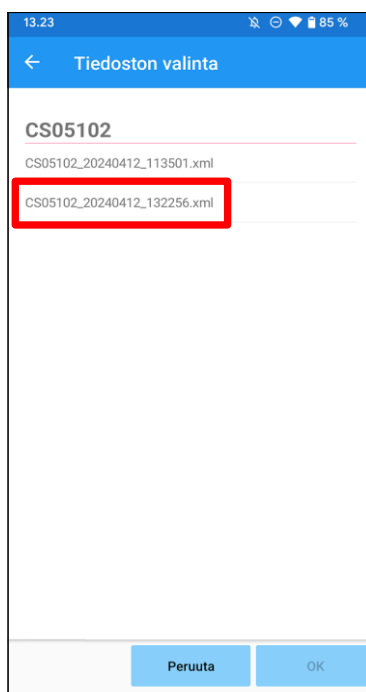 13.23 85 %
Tiedoston valinta
CS05102
CS05102_20240412_113501.xml
CS05102_20240412_132256.xml
Peruuta OK